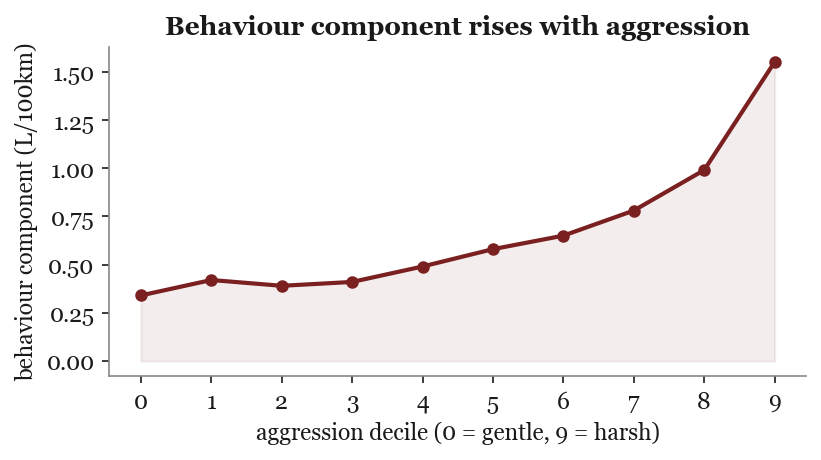 Behaviour component rises with aggression
behaviour component (L/100km)
1.50
1.25
1.00
0.75
0.50
0.25
0.00
0 1 2 3 4 5 6 7 8 9
aggression decile (0 = gentle, 9 = harsh)